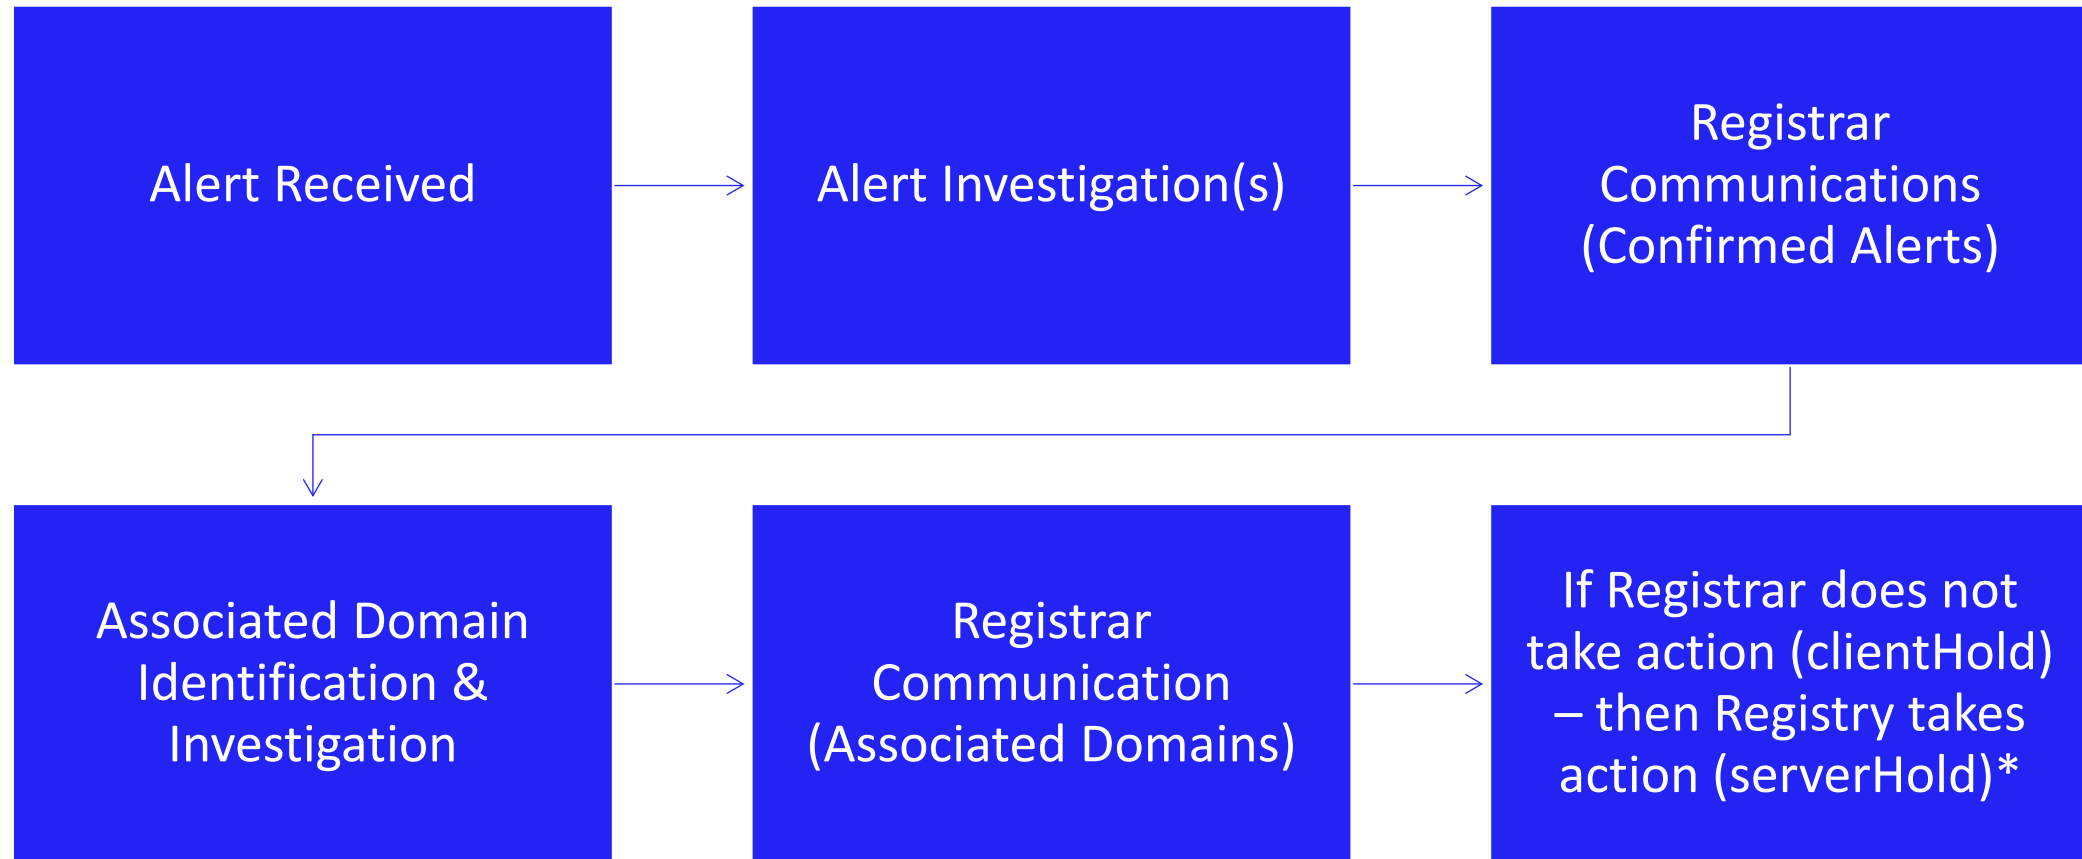 Alert Received
Alert Investigation(s)
Registrar
Communications
(Confirmed Alerts)
Associated Domain
Identification &
Investigation
Registrar
Communication
(Associated Domains)
If Registrar does not
take action (clientHold)
– then Registry takes
action (serverHold)*